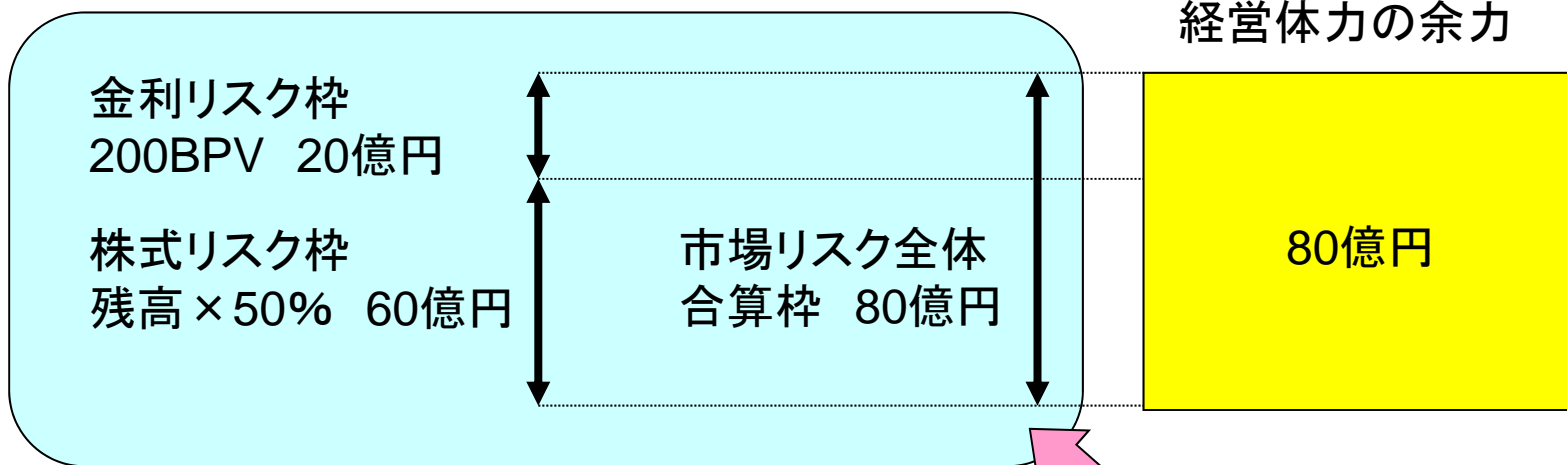 経営体力の余力
金利リスク枠
200BPV 20億円
株式リスク枠
残高×50% 60億円
市場リスク全体
合算枠 80億円
80億円